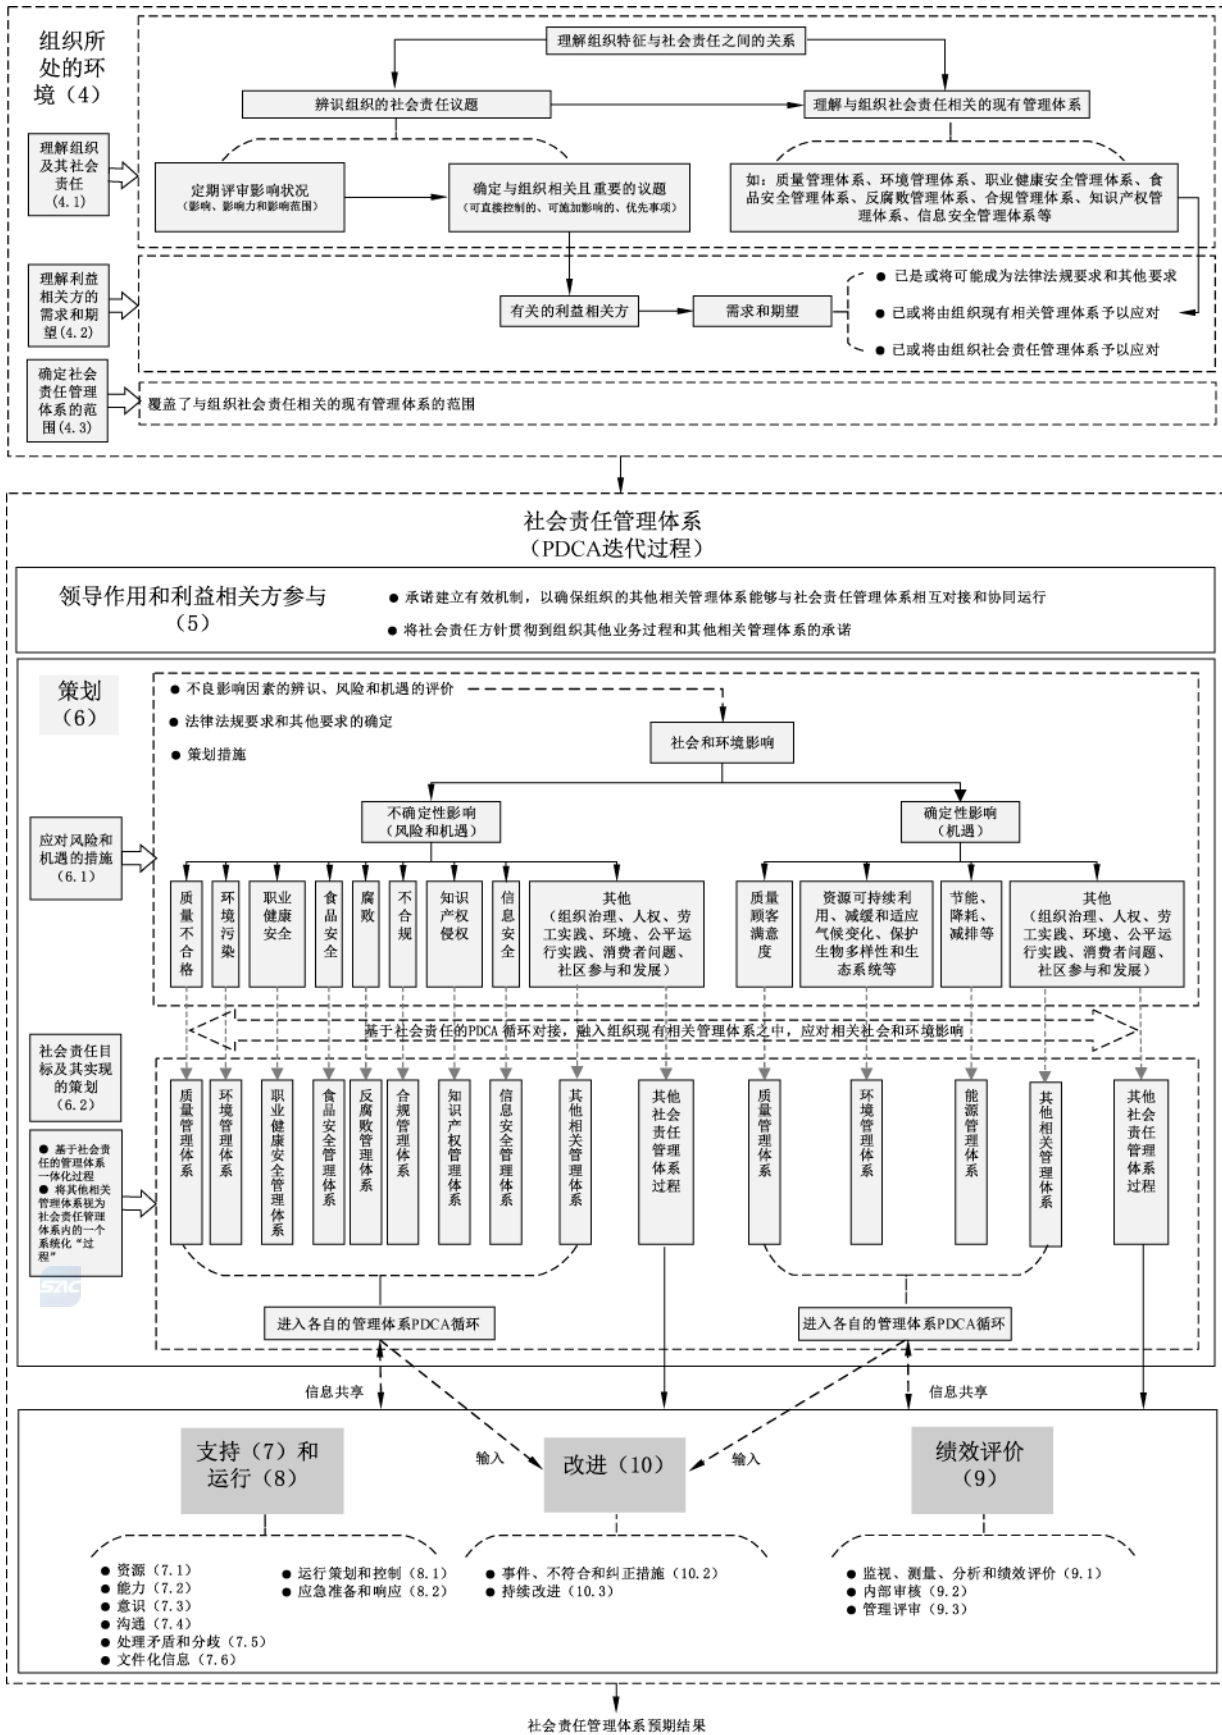 组织所
处的环
境（4）
理解组织特征与社会责任之间的关系
辨识组织的社会责任议题
理解与组织社会责任相关的现有管理体系
理解组织
及其社会
责任
(4.1)
定期评审影响状况
(影响、影响力和影响范围)
确定与组织相关且重要的议题
(可直接控制的、可施加影响的、优先事项)
如：质量管理体系、环境管理体系、职业健康安全管理体系、食
品安全管理体系、反腐败管理体系、合规管理体系、知识产权管
理体系、信息安全管理体系等
理解利益
相关方的
需求和期
望(4.2)
有关的利益相关方
需求和期望
● 已是或将可能成为法律法规要求和其他要求
● 已或将由组织现有相关管理体系予以应对
● 已或将由组织社会责任管理体系予以应对
确定社会
责任管理
体系的范
围(4.3)
覆盖了与组织社会责任相关的现有管理体系的范围
社会责任管理体系
（PDCA迭代过程）
领导作用和利益相关方参与
（5）
● 承诺建立有效机制，以确保组织的其他相关管理体系能够与社会责任管理体系相互对接和协同运行
● 将社会责任方针贯彻到组织其他业务过程和其他相关管理体系的承诺
策划
（6）
● 不良影响因素的辨识、风险和机遇的评价
● 法律法规要求和其他要求的确定
● 策划措施
社会和环境影响
应对风险和
机遇的措施
(6.1)
不确定性影响
（风险和机遇）
确定性影响
（机遇）
质量不合格
环境污染
职业
健康
安全
食品安全
腐败
不合规
知识
产权
侵权
信息安全
其他
（组织治理、人权、劳
工实践、环境、公平运
行实践、消费者问题、
社区参与和发展）
质量
顾客
满意
度
资源可持续利
用、减缓和适应
气候变化、保护
生物多样性和生
态系统等
节能、
降耗、
减排等
其他
（组织治理、人权、劳
工实践、环境、公平运
行实践、消费者问题、
社区参与和发展）
基于社会责任的PDCA循环对接，融入组织现有相关管理体系之中，应对相关社会和环境影响
社会责任目
标及其实现
的策划
(6.2)
● 基于社会责
任的管理体系
一体化过程
● 将其他相关
管理体系视为
社会责任管理
体系内的一个
系统化“过
程”
SAC
质量管理体系
环境管理体系
职业健康安全管理体系
食品安全管理体系
反腐败管理体系
合规管理体系
知识产权管理体系
信息安全管理体系
其他相关管理体系
其他
社会
责任
管理
体系
过程
质量管理体系
环境管理体系
能源管理体系
其他相关管理体系
其他
社会
责任
管理
体系
过程
进入各自的管理体系PDCA循环
进入各自的管理体系PDCA循环
信息共享
信息共享
支持（7）和
运行（8）
输入
改进（10）
输入
绩效评价
（9）
● 资源（7.1）
● 能力（7.2）
● 意识（7.3）
● 沟通（7.4）
● 处理矛盾和分歧（7.5）
● 文件化信息（7.6）
● 运行策划和控制（8.1）
● 应急准备和响应（8.2）
● 事件、不符合和纠正措施（10.2）
● 持续改进（10.3）
● 监视、测量、分析和绩效评价（9.1）
● 内部审核（9.2）
● 管理评审（9.3）
社会责任管理体系预期结果